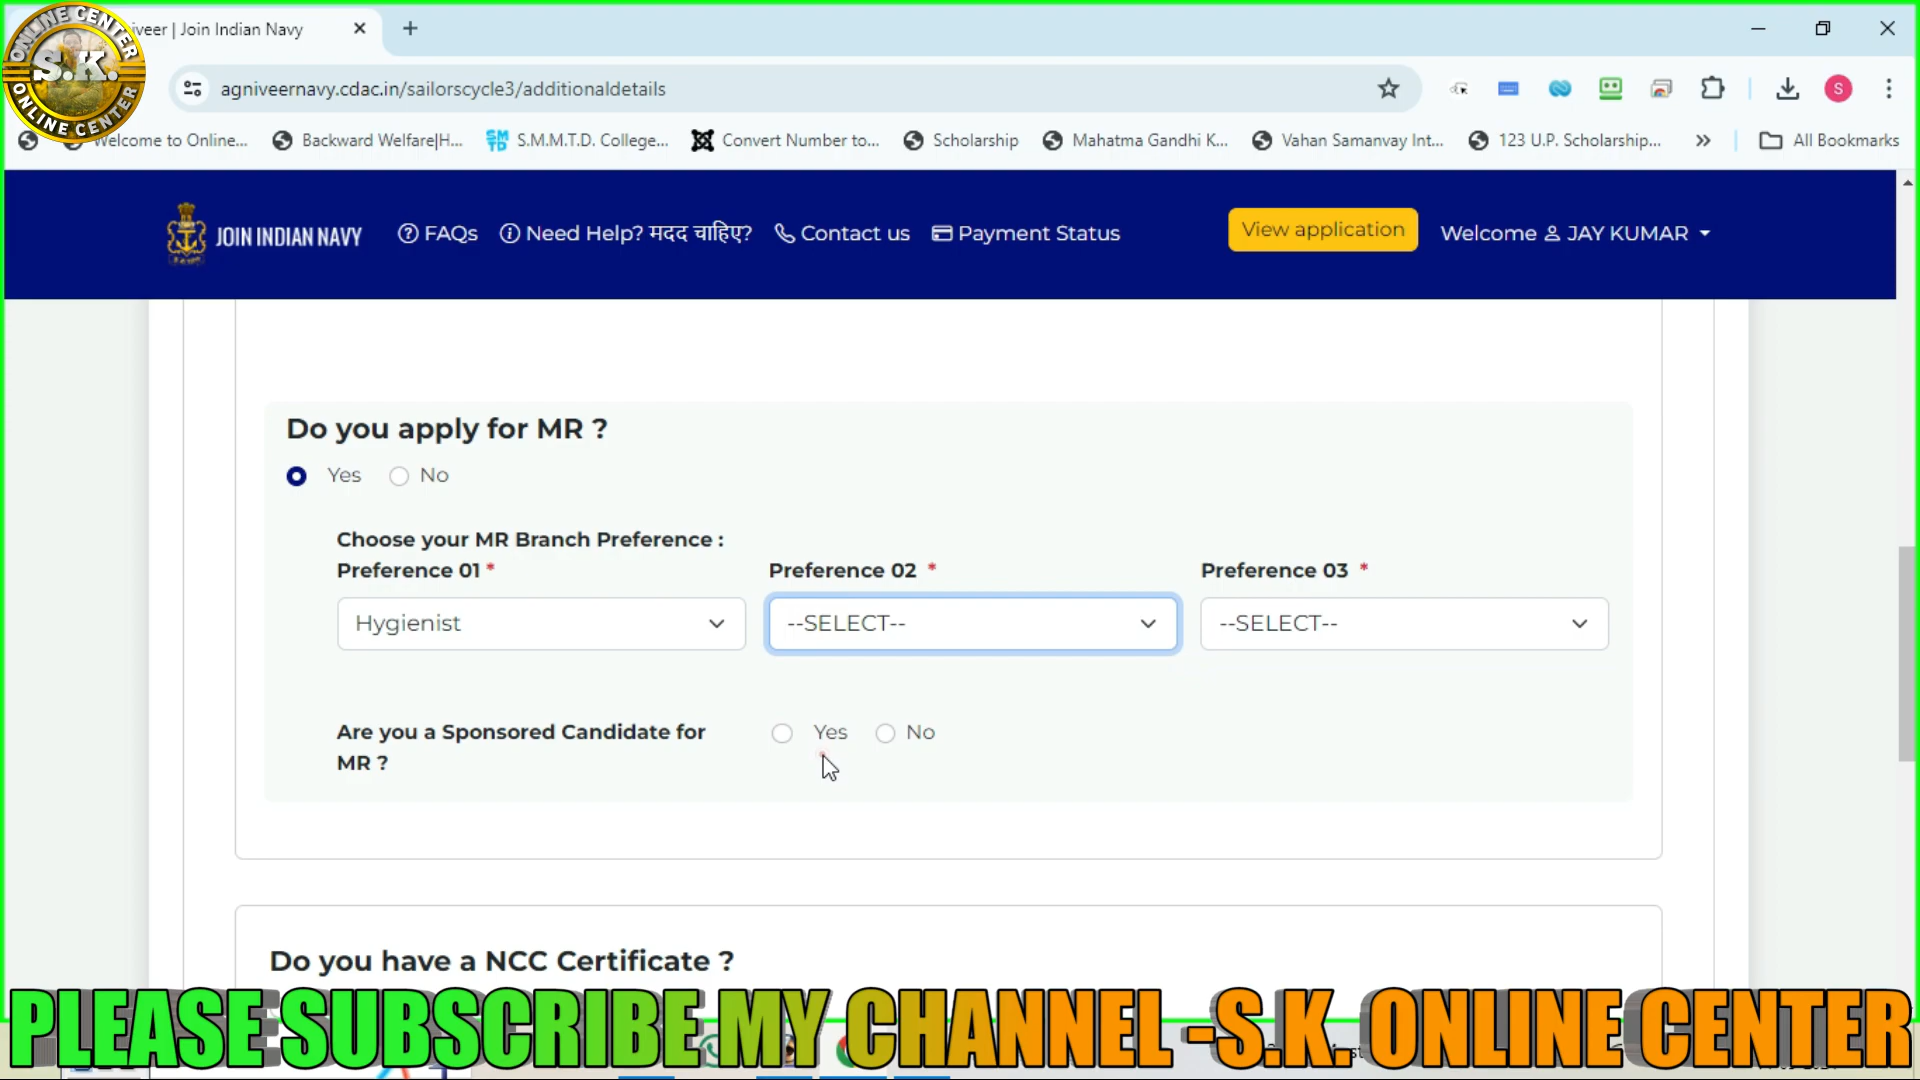 ONLINE CENTER
S.K.
ONLINE CENTER
iveer | Join Indian Navy
agniveernavy.cdac.in/sailorscycle3/additionaldetails
S
Welcome to Online...
Backward Welfare|H...
S.M.M.T.D. College...
Convert Number to...
Scholarship
Mahatma Gandhi K...
Vahan Samanvay Int...
123 U.P. Scholarship...
All Bookmarks
JOIN INDIAN NAVY
FAQs
Need Help? मदद चाहिए?
Contact us
Payment Status
View application
Welcome JAY KUMAR
Do you apply for MR ?
Yes No
Choose your MR Branch Preference :
Preference 01 * Preference 02 * Preference 03 *
Hygienist --SELECT-- --SELECT--
Are you a Sponsored Candidate for Yes No
MR ?
Do you have a NCC Certificate ?
PLEASE SUBSCRIBE MY CHANNEL -S.K. ONLINE CENTER